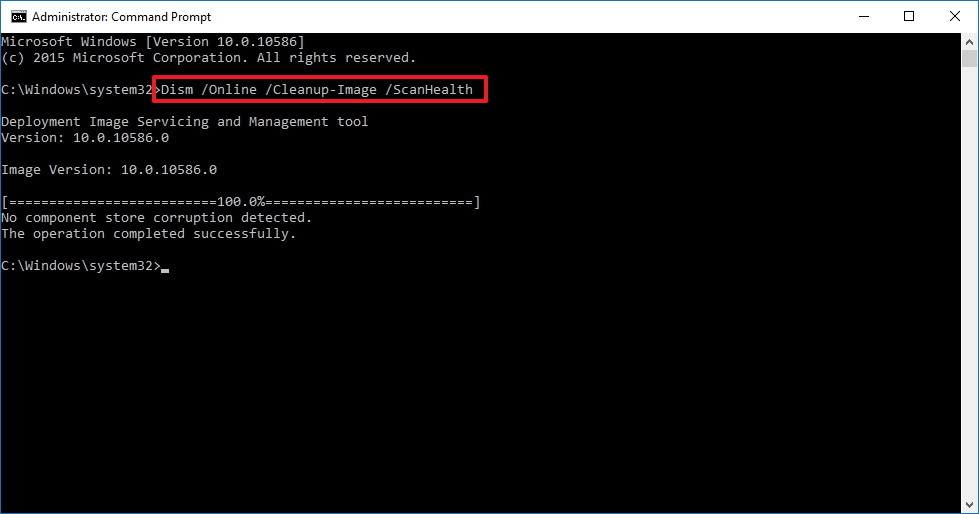 Administrator: Command Prompt
Microsoft Windows [Version 10.0.10586]
(c) 2015 Microsoft Corporation. All rights reserved.
C:\Windows\system32>Dism /Online /Cleanup-Image /ScanHealth
Deployment Image Servicing and Management tool
Version: 10.0.10586.0
Image Version: 10.0.10586.0
[==========================100.0%==========================]
No component store corruption detected.
The operation completed successfully.
C:\Windows\system32>